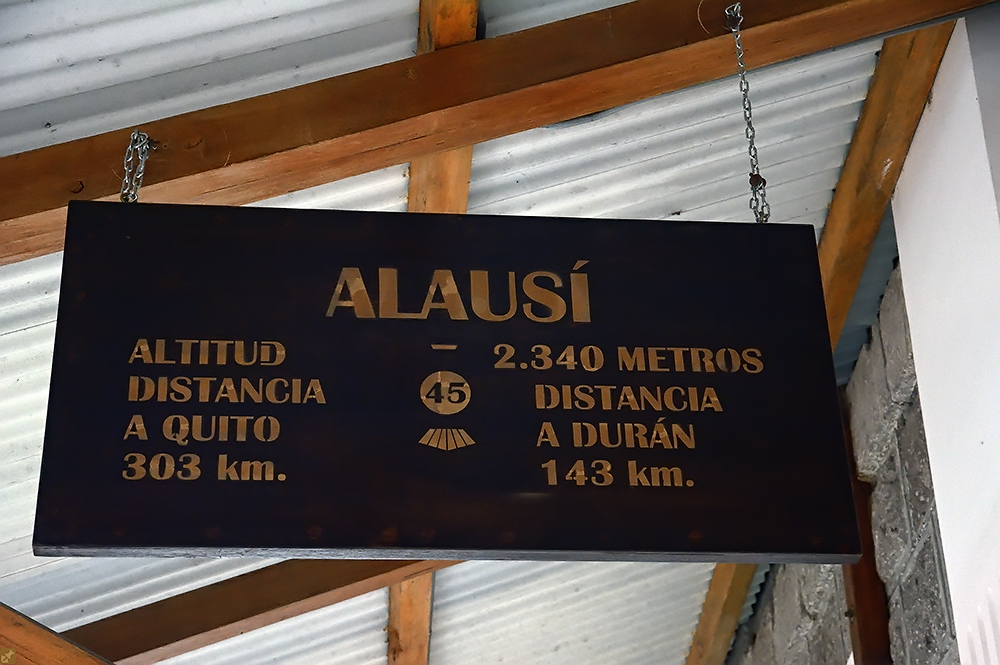 ALAUSÍ
ALTITUD - 2.340 METROS
DISTANCIA
A QUITO
303 km.
45
DISTANCIA
A DURÁN
143 km.